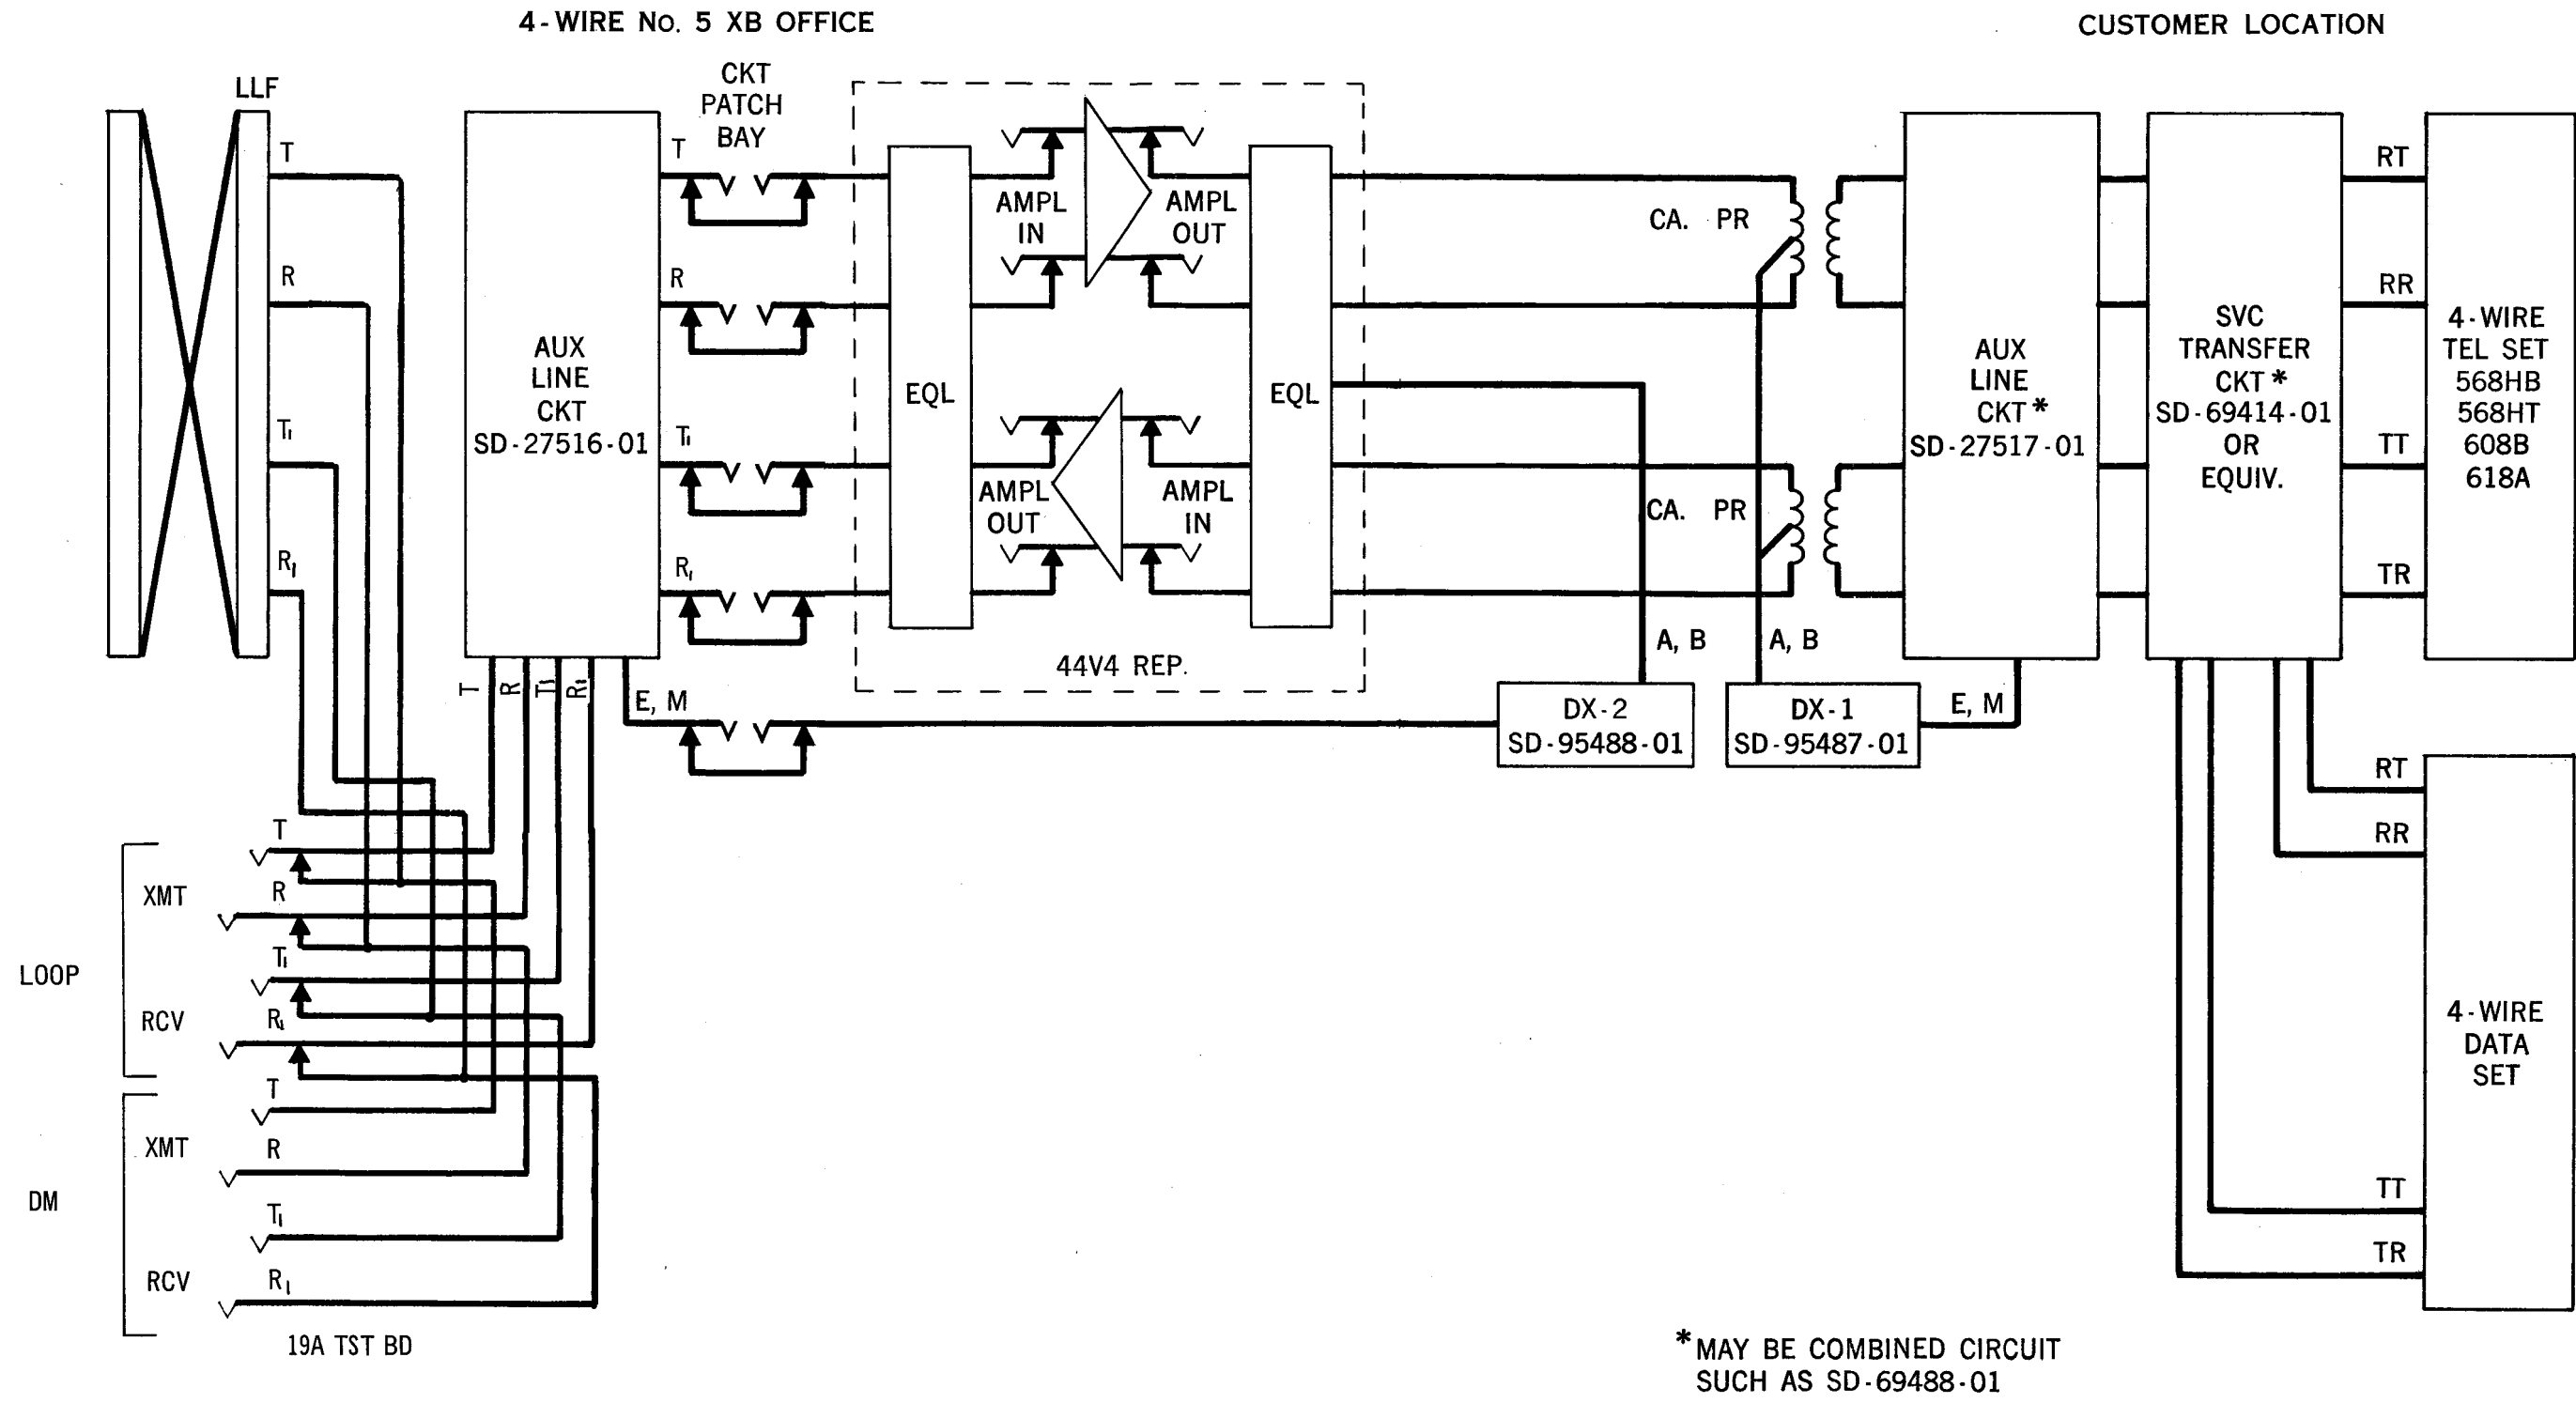 4-WIRE No. 5 XB OFFICE
CUSTOMER LOCATION
LLF
T
R
T1
R1
AUX
LINE
CKT
SD-27516-01
CKT
PATCH
BAY
T
R
T1
R1
T
R
T1
R1
E, M
EQL
AMPL
IN
AMPL
OUT
AMPL
OUT
AMPL
IN
EQL
44V4 REP.
CA. PR
CA. PR
A, B
A, B
DX-2
SD-95488-01
DX-1
SD-95487-01
E, M
AUX
LINE
CKT*
SD-27517-01
SVC
TRANSFER
CKT*
SD-69414-01
OR
EQUIV.
RT
RR
TT
TR
4-WIRE
TEL SET
568HB
568HT
608B
618A
RT
RR
TT
TR
4-WIRE
DATA
SET
LOOP
XMT
RCV
T
R
T1
R1
DM
XMT
RCV
T
R
T1
R1
19A TST BD
*MAY BE COMBINED CIRCUIT
SUCH AS SD-69488-01